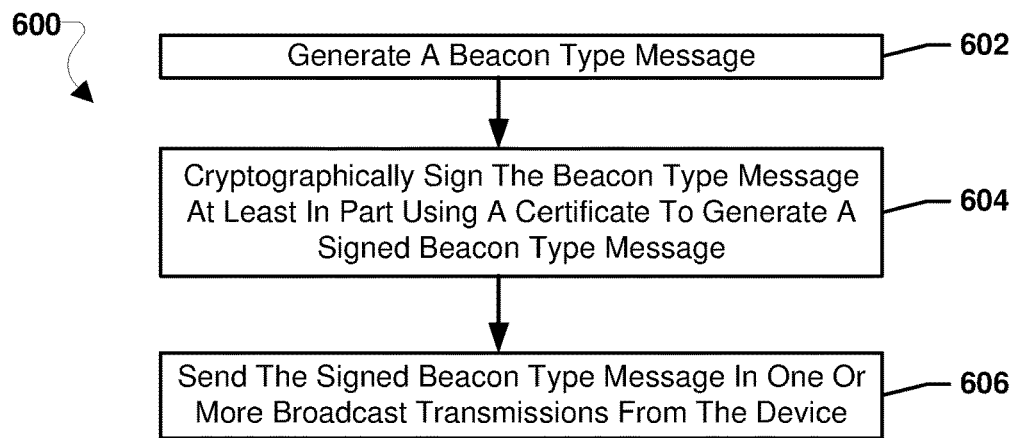 600
Generate A Beacon Type Message
602
Cryptographically Sign The Beacon Type Message
At Least In Part Using A Certificate To Generate A
Signed Beacon Type Message
604
Send The Signed Beacon Type Message In One Or
More Broadcast Transmissions From The Device
606